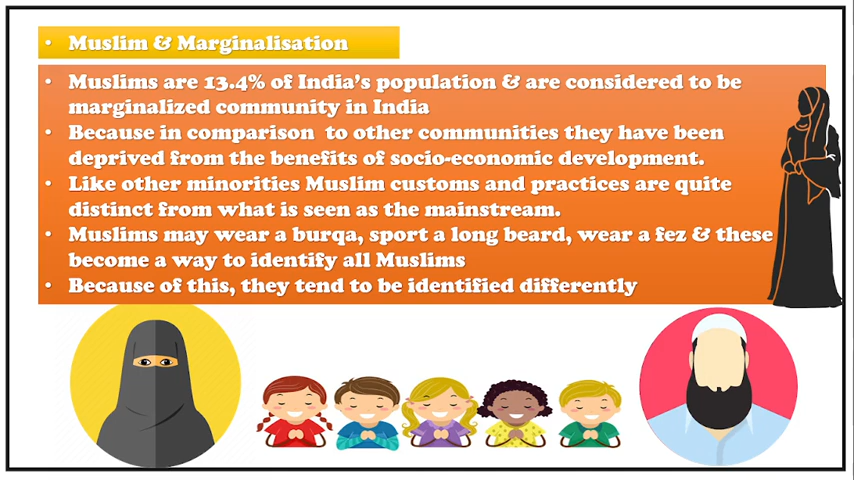 • Muslim & Marginalisation
• Muslims are 13.4% of India's population & are considered to be
marginalized community in India
• Because in comparison to other communities they have been
deprived from the benefits of socio-economic development.
• Like other minorities Muslim customs and practices are quite
distinct from what is seen as the mainstream.
• Muslims may wear a burqa, sport a long beard, wear a fez & these
become a way to identify all Muslims
• Because of this, they tend to be identified differently